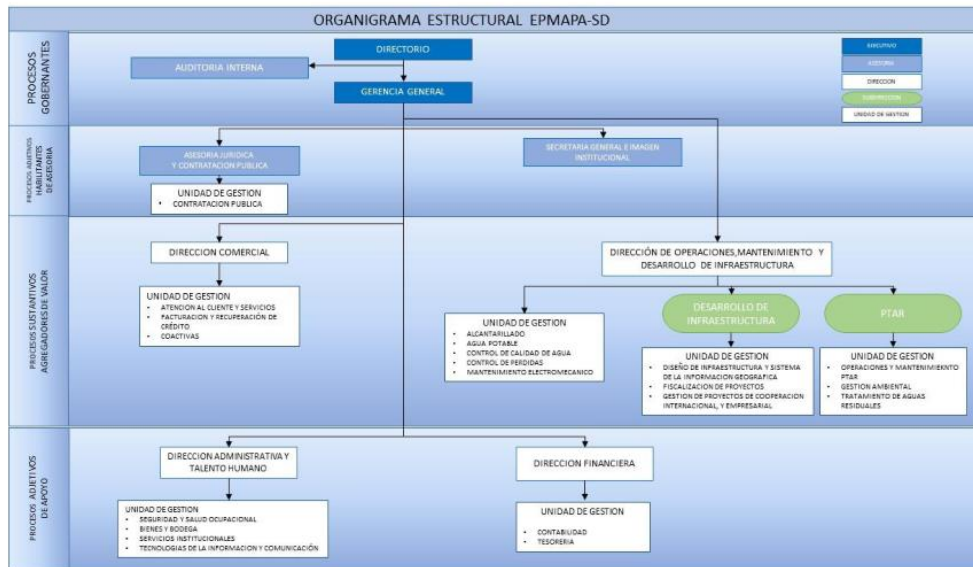 ORGANIGRAMA ESTRUCTURAL EPMAPA-SD
PROCESOS
GOBERNANTES
DIRECTORIO
AUDITORIA INTERNA
GERENCIA GENERAL
EJECUTIVO
ASESORIA
DIRECCION
SUBDIRECCION
UNIDAD DE GESTION
PROCESOS ADJETIVOS
HABILITANTES
DE ASESORIA
ASESORIA JURIDICA
Y CONTRATACION PUBLICA
SECRETARIA GENERAL E IMAGEN
INSTITUCIONAL
UNIDAD DE GESTION
• CONTRATACION PUBLICA
PROCESOS SUSTANTIVOS
AGREGADORES DE VALOR
DIRECCION COMERCIAL
UNIDAD DE GESTION
• ATENCION AL CLIENTE Y SERVICIOS
• FACTURACION Y RECUPERACIÓN DE
CRÉDITO
• COACTIVAS
DIRECCIÓN DE OPERACIONES,MANTENIMIENTO Y
DESARROLLO DE INFRAESTRUCTURA
UNIDAD DE GESTION
• ALCANTARILLADO
• AGUA POTABLE
• CONTROL DE CALIDAD DE AGUA
• CONTROL DE PERDIDAS
• MANTENIMIENTO ELECTROMECANICO
DESARROLLO DE
INFRAESTRUCTURA
UNIDAD DE GESTION
• DISEÑO DE INFRAESTRUCTURA Y SISTEMA
DE LA INFORMACION GEOGRAFICA
• FISCALIZACION DE PROYECTOS
• GESTION DE PROYECTOS DE COOPERACION
INTERNACIONAL, Y EMPRESARIAL
PTAR
UNIDAD DE GESTION
• OPERACIONES Y MANTENIMIEKNTO
PTAR
• GESTION AMBIENTAL
• TRATAMIENTO DE AGUAS
RESIDUALES
PROCESOS ADJETIVOS
DE APOYO
DIRECCION ADMINISTRATIVA Y
TALENTO HUMANO
UNIDAD DE GESTION
• SEGURIDAD Y SALUD OCUPACIONAL
• BIENES Y BODEGA
• SERVICIOS INSTITUCIONALES
• TECNOLOGIAS DE LA INFORMACION Y COMUNICACIÓN
DIRECCION FINANCIERA
UNIDAD DE GESTION
• CONTABILIDAD
• TESORERIA